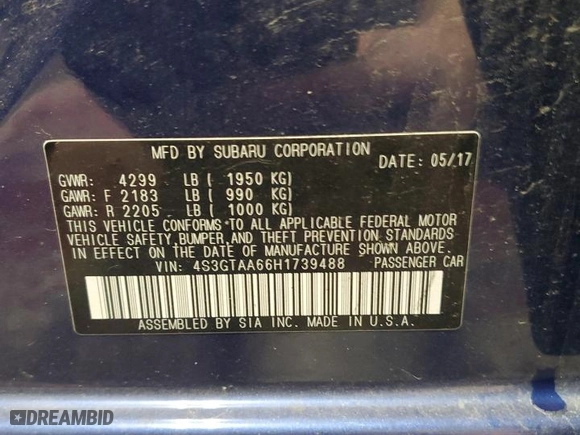 MFD BY SUBARU CORPORATION
DATE: 05/17
GVWR: 4299 LB ( 1950 KG)
GAWR: F 2183 LB ( 990 KG)
GAWR: R 2205 LB ( 1000 KG)
THIS VEHICLE CONFORMS TO ALL APPLICABLE FEDERAL MOTOR
VEHICLE SAFETY, BUMPER, AND THEFT PREVENTION STANDARDS
IN EFFECT ON THE DATE OF MANUFACTURE SHOWN ABOVE.
VIN: 4S3GTAA66H1739488 PASSENGER CAR
ASSEMBLED BY SIA INC. MADE IN U.S.A.
DREAMBID